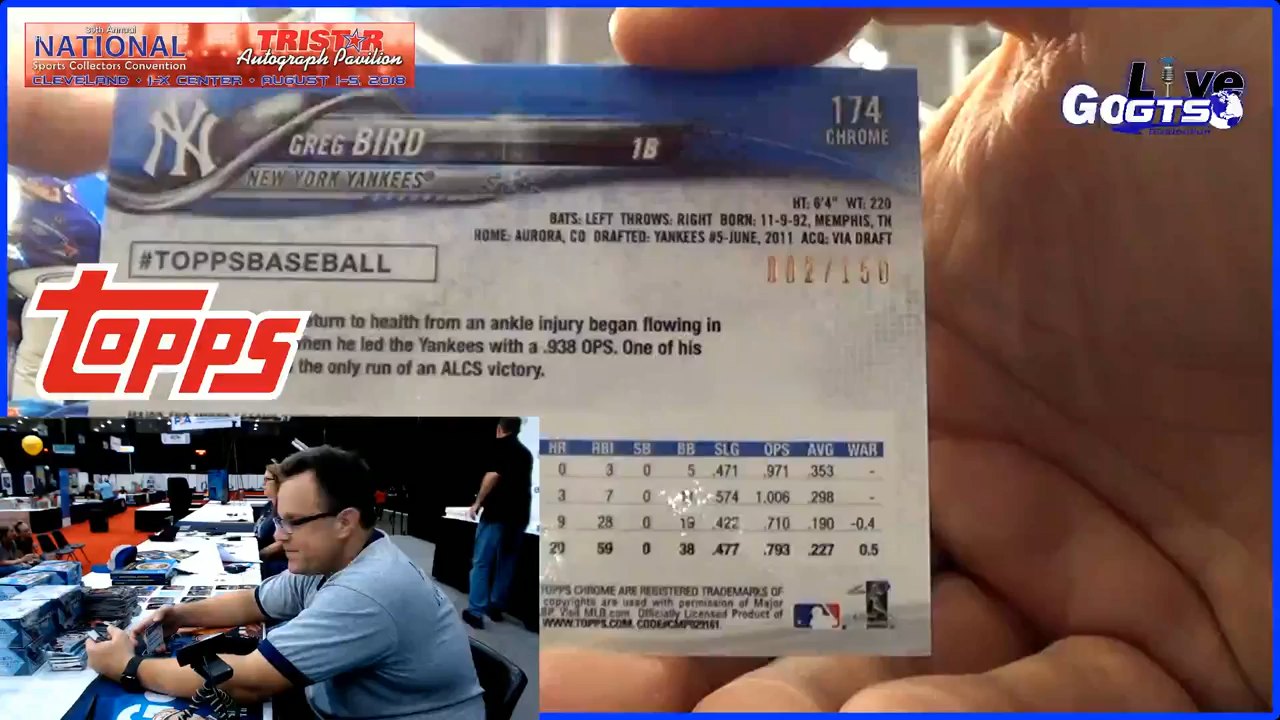 39th Annual
NATIONAL
Sports Collectors Convention
TRISTAR
Autograph Pavilion
CLEVELAND • I-X CENTER • AUGUST 1-5, 2018
Live
GOGTS
174
CHROME
NY
GREG BIRD
1B
NEW YORK YANKEES®
HT: 6'4" WT: 220
BATS: LEFT THROWS: RIGHT BORN: 11-9-92, MEMPHIS, TN
HOME: AURORA, CO DRAFTED: YANKEES #5-JUNE, 2011 ACQ: VIA DRAFT
#TOPPSBASEBALL
002/150
topps
eturn to health from an ankle injury began flowing in
hen he led the Yankees with a .938 OPS. One of his
the only run of an ALCS victory.
HR RBI SB BB SLG OPS AVG WAR
0 3 0 5 .471 .971 .353 -
3 7 0 .574 1.006 .298 -
9 28 0 19 .422 .710 .190 -0.4
20 59 0 38 .477 .793 .227 0.5
TOPPS CHROME ARE REGISTERED TRADEMARKS OF
copyrights are used with permission of Major
Visit MLB.com. Officially Licensed Product of
WWW.TOPPS.COM. CODE#CMP029161.